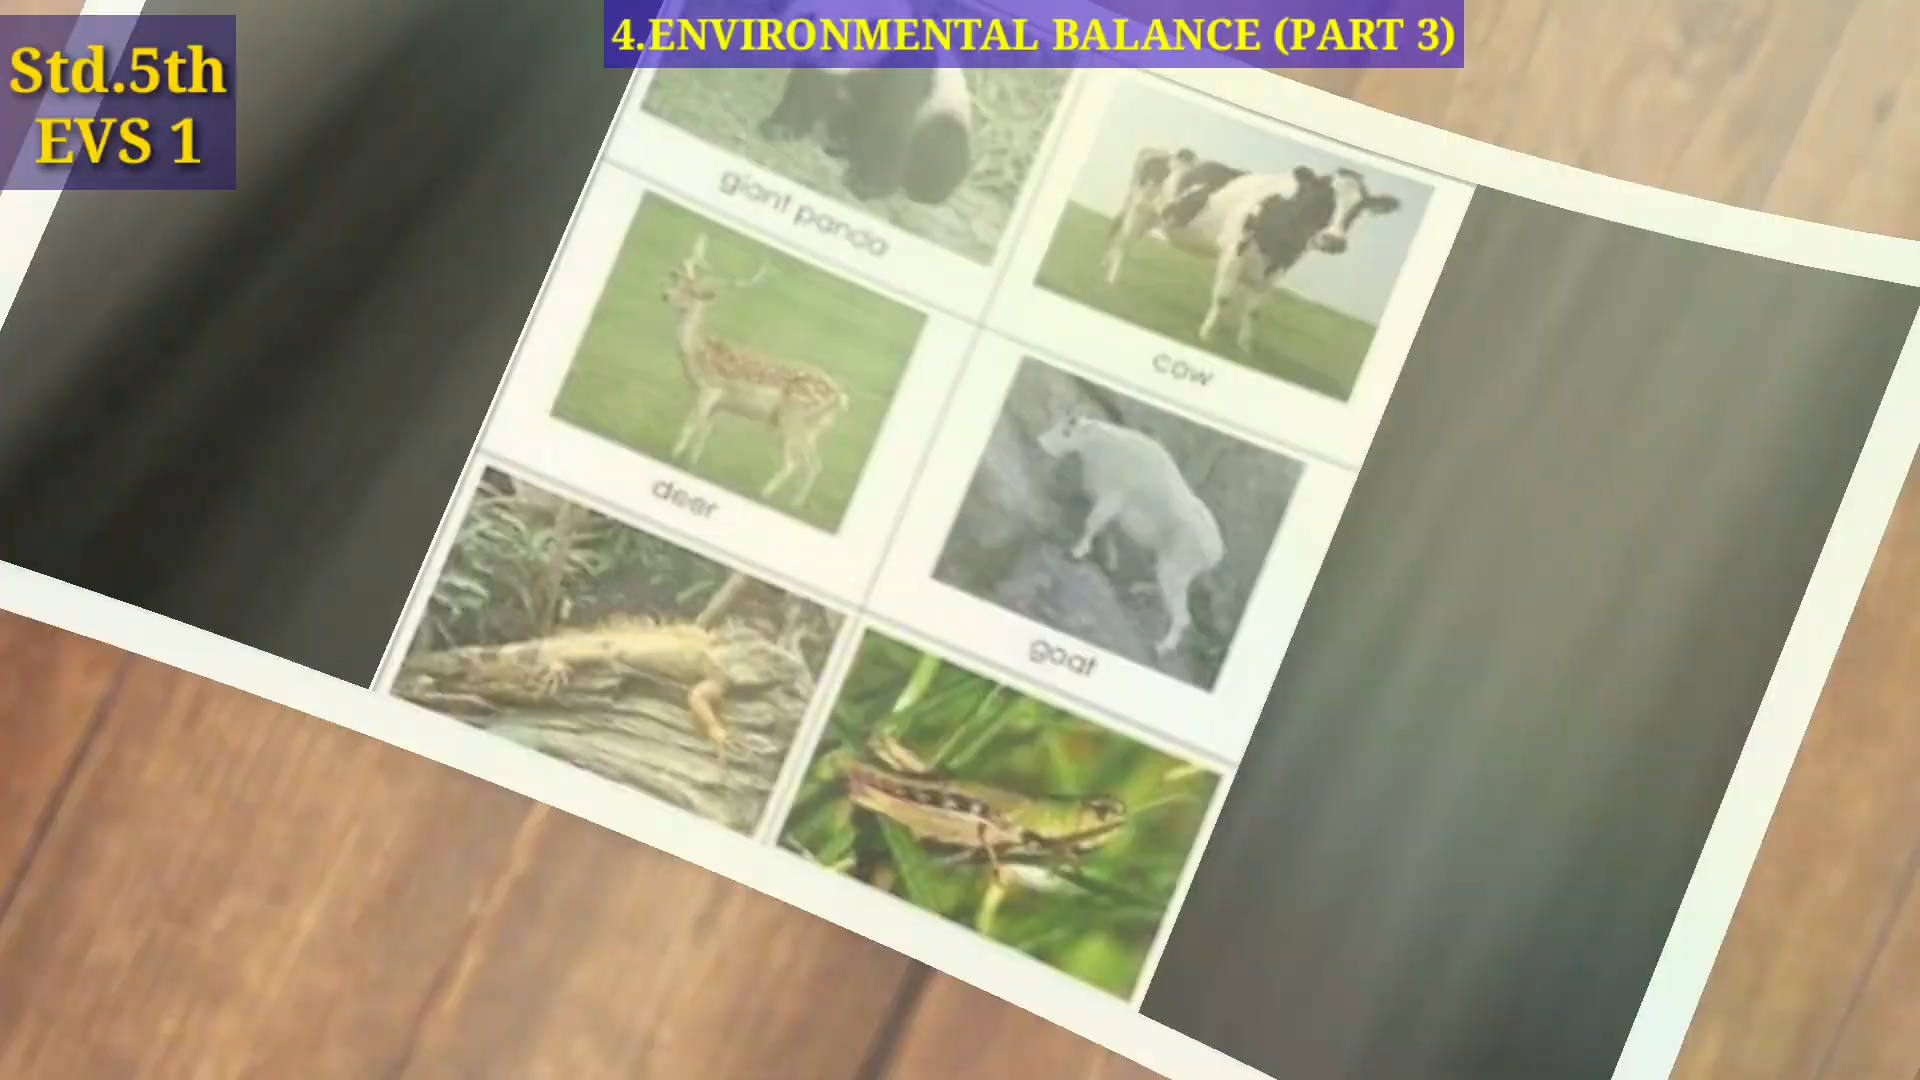 4.ENVIRONMENTAL BALANCE (PART 3)
Std.5th
EVS 1
giant panda
cow
deer
goat